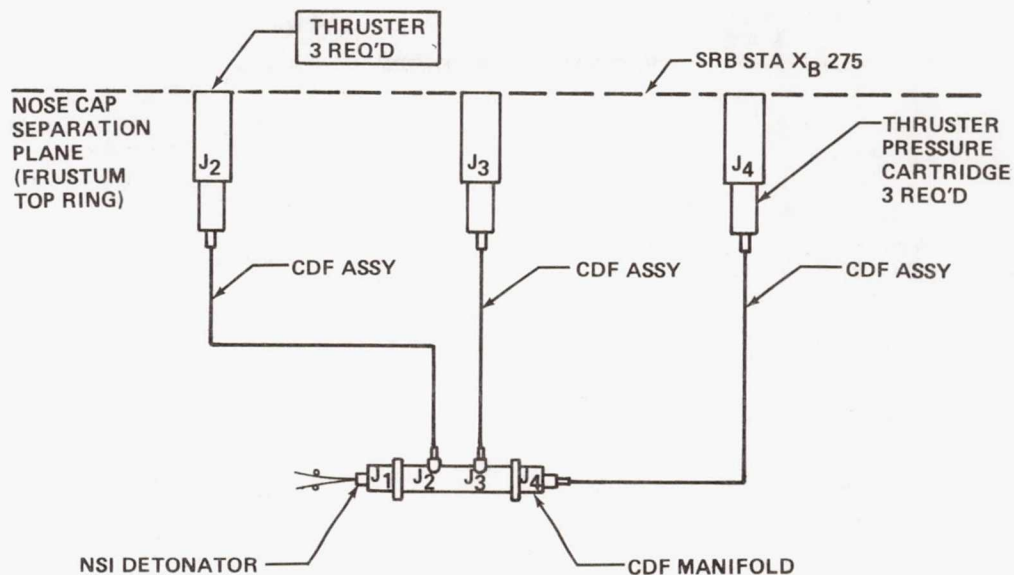 THRUSTER
3 REQ'D
SRB STA XB 275
NOSE CAP
SEPARATION
PLANE
(FRUSTUM
TOP RING)
J2
J3
J4
THRUSTER
PRESSURE
CARTRIDGE
3 REQ'D
CDF ASSY
CDF ASSY
CDF ASSY
J1
J2
J3
J4
NSI DETONATOR
CDF MANIFOLD